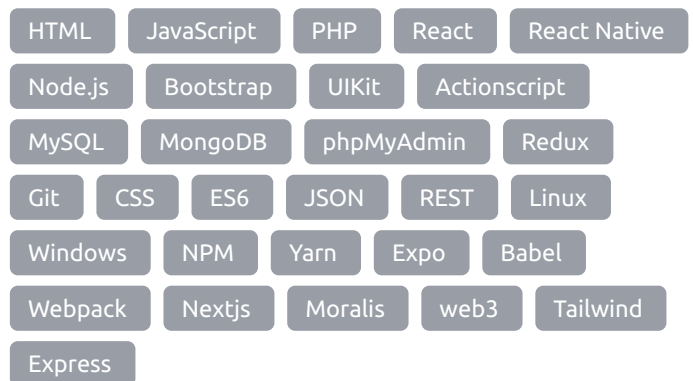 HTML JavaScript PHP React React Native
Node.js Bootstrap UIKit Actionscript
MySQL MongoDB phpMyAdmin Redux
Git CSS ES6 JSON REST Linux
Windows NPM Yarn Expo Babel
Webpack Nextjs Moralis web3 Tailwind
Express